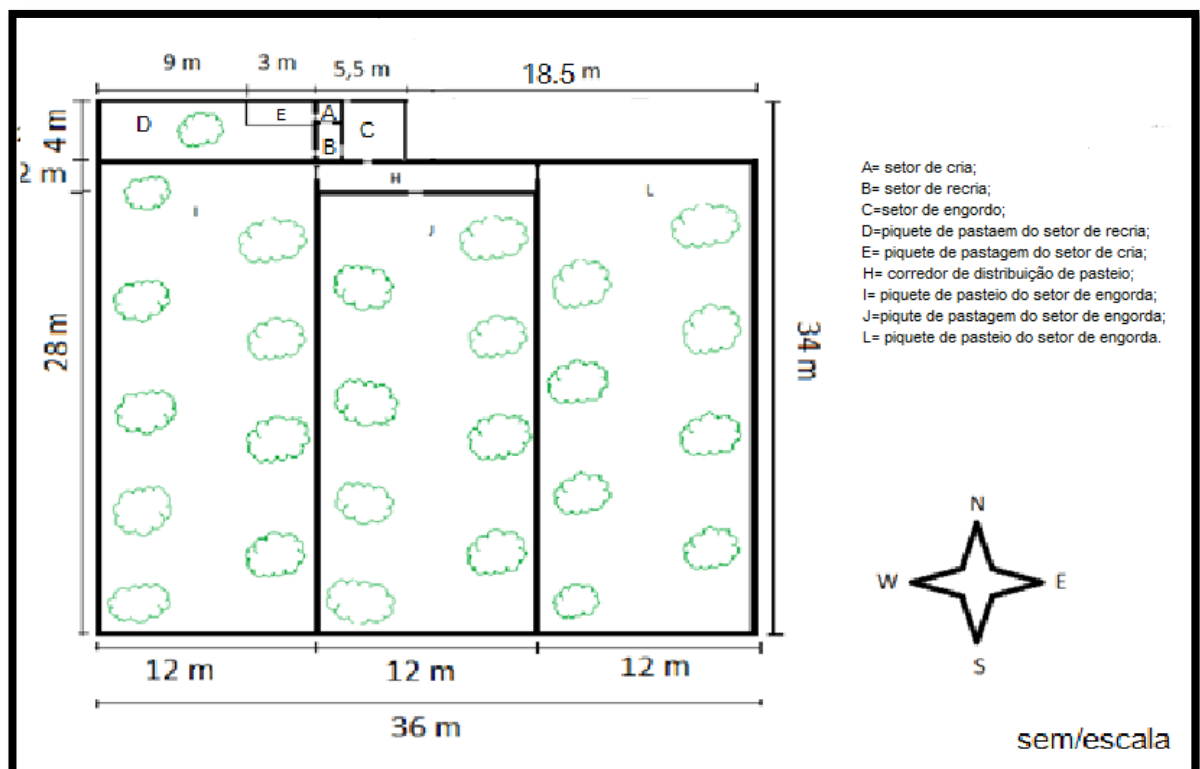 9 m 3 m 5,5 m 18.5 m
4 m
2 m
28 m
34 m
D E A B C
H
I J L
A= setor de cria;
B= setor de recria;
C=setor de engordo;
D=piquete de pastaem do setor de recria;
E= piquete de pastagem do setor de cria;
H= corredor de distribuição de pasteio;
I= piquete de pasteio do setor de engorda;
J=piqute de pastagem do setor de engorda;
L= piquete de pasteio do setor de engorda.
N
W E
S
12 m 12 m 12 m
36 m
sem/escala